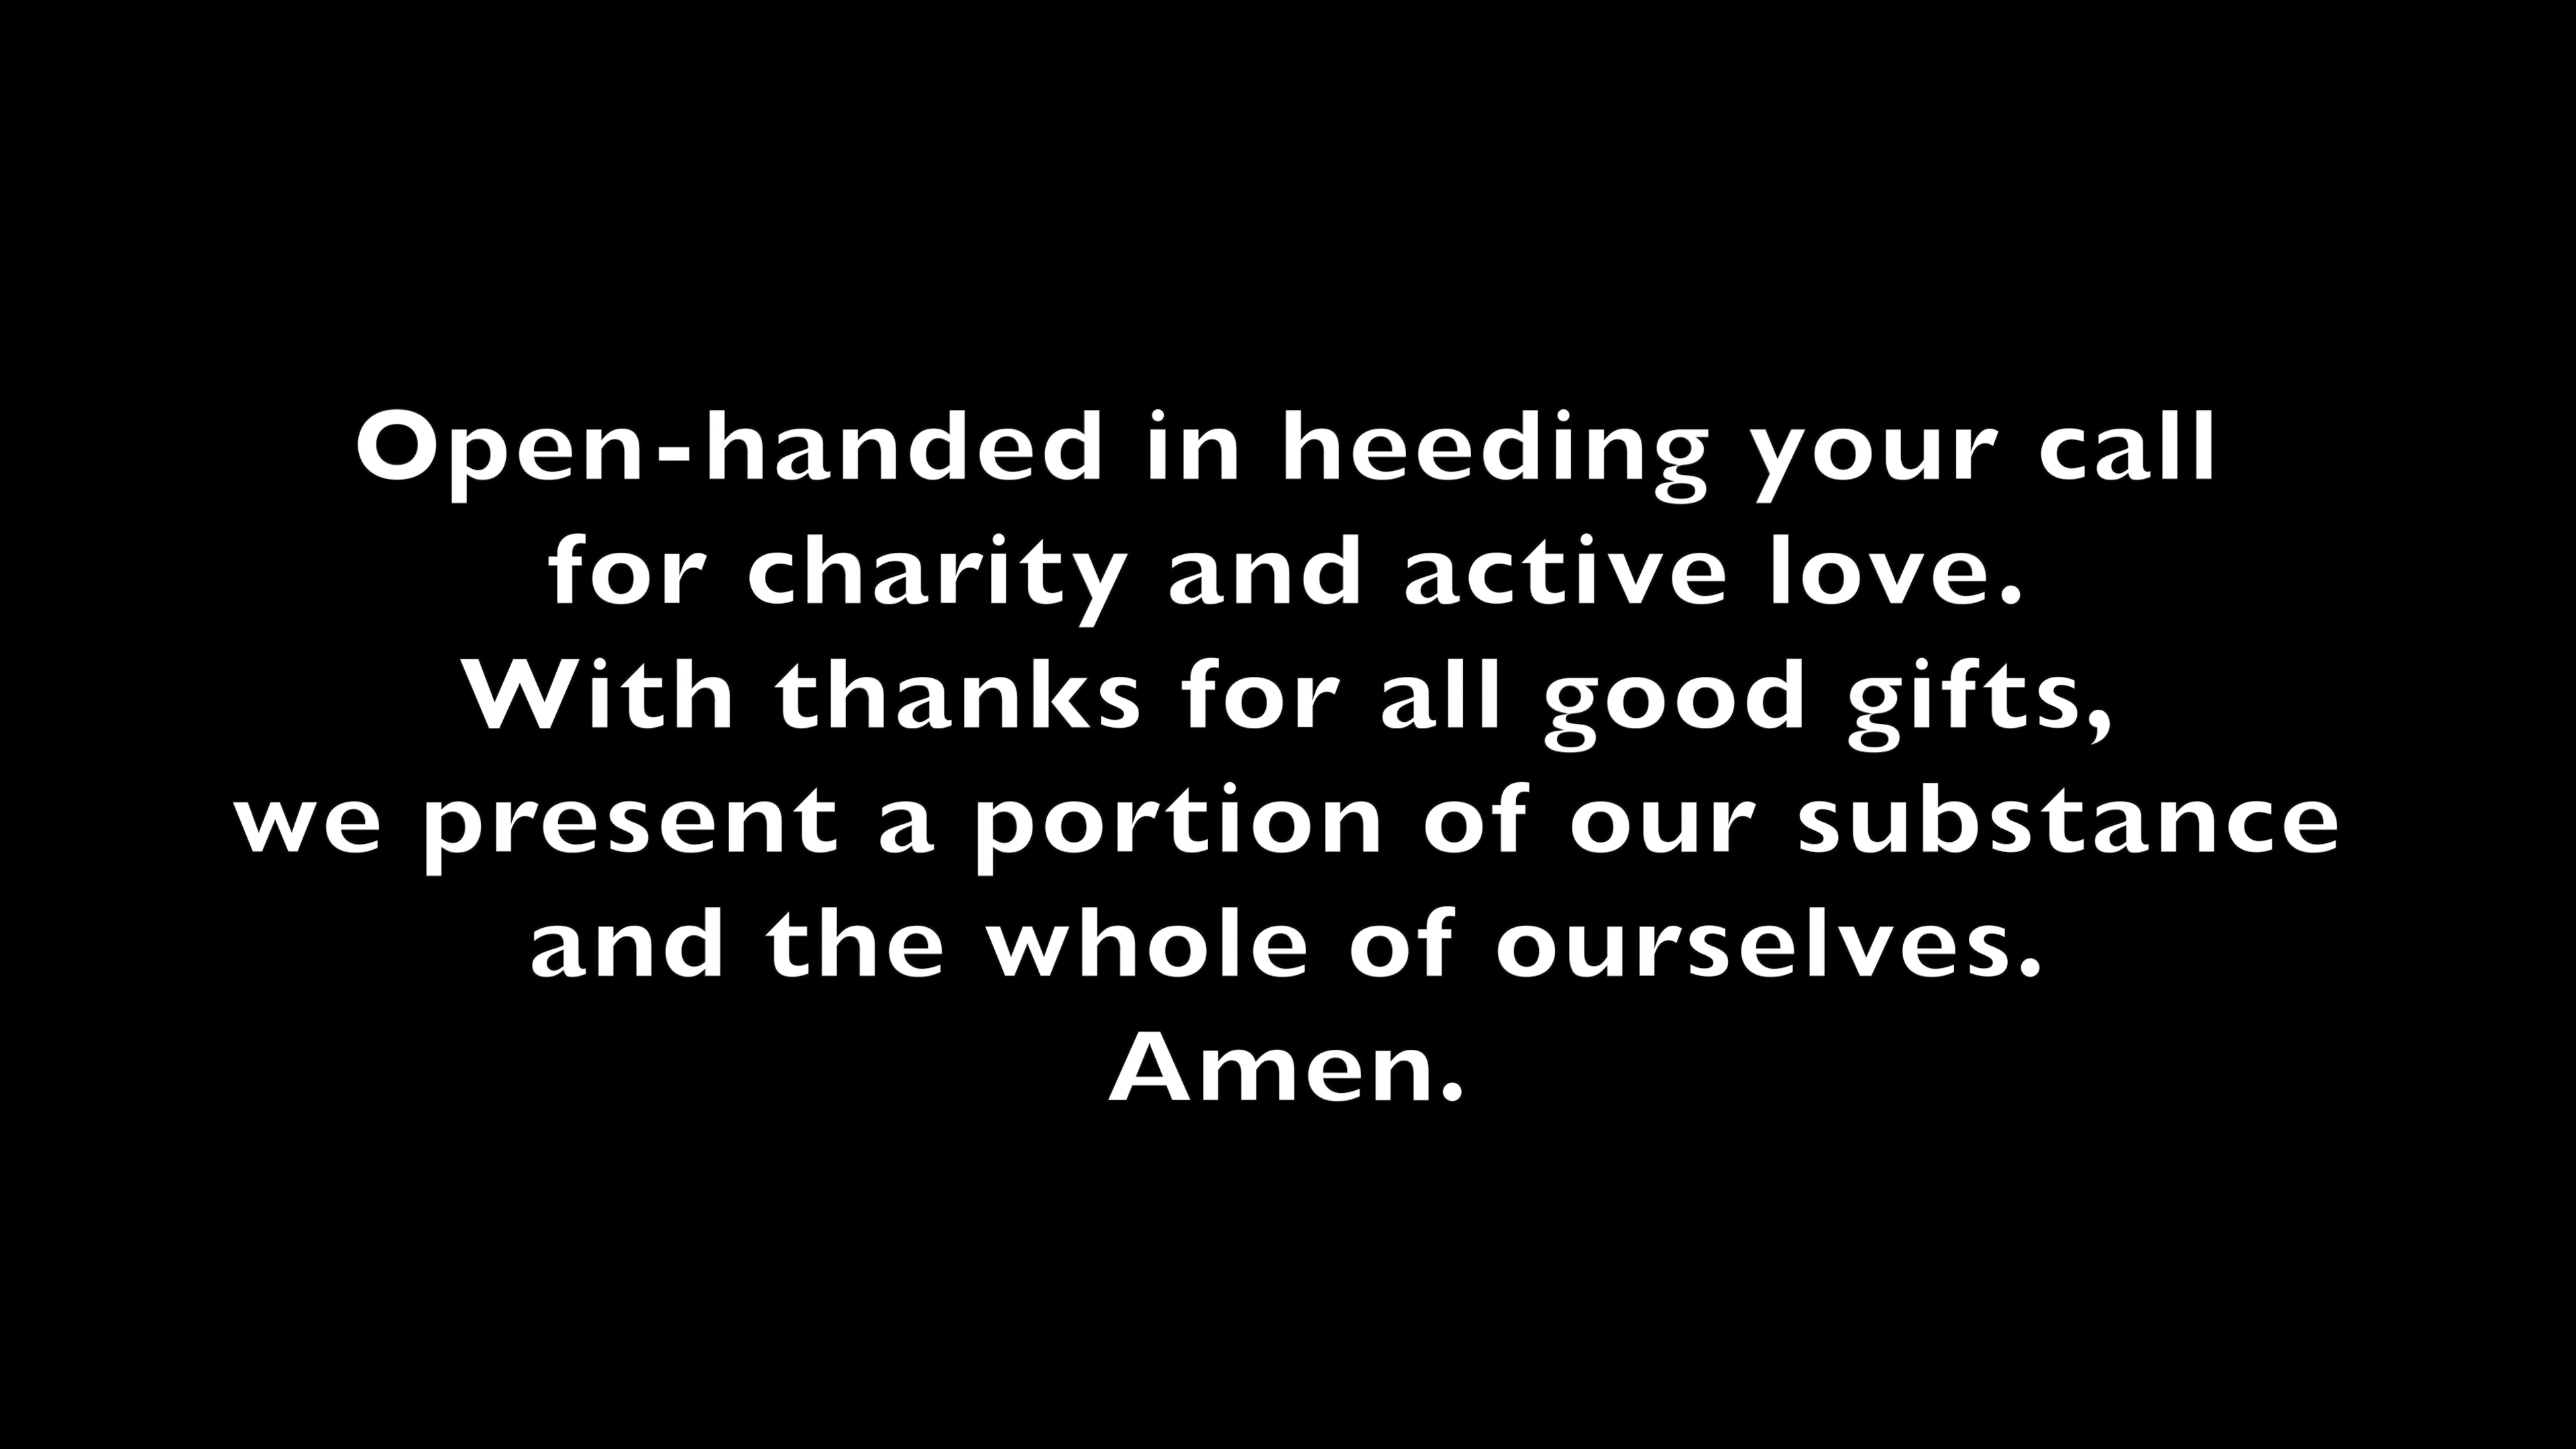 Open-handed in heeding your call
for charity and active love.
With thanks for all good gifts,
we present a portion of our substance
and the whole of ourselves.
Amen.